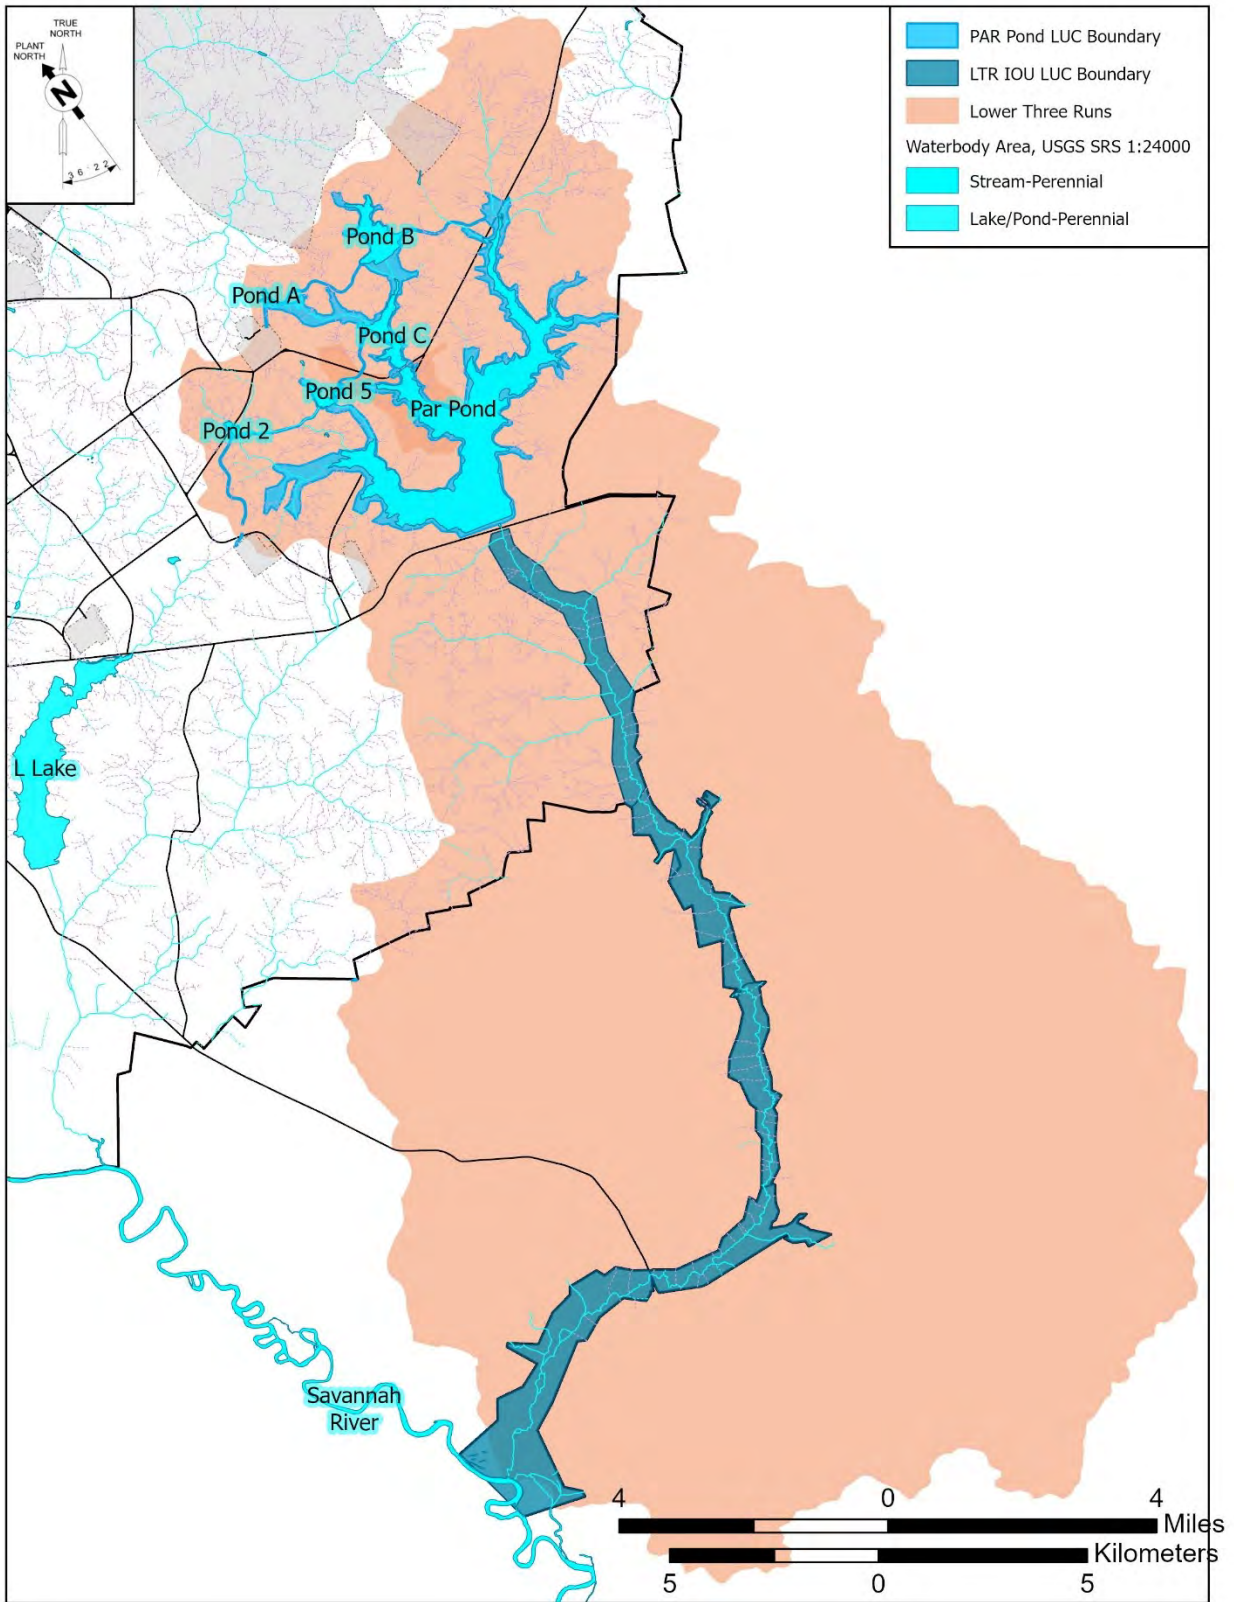 TRUE
NORTH
PLANT
NORTH
N
36°22'
PAR Pond LUC Boundary
LTR IOU LUC Boundary
Lower Three Runs
Waterbody Area, USGS SRS 1:24000
Stream-Perennial
Lake/Pond-Perennial
Pond B
Pond A
Pond C
Pond 5
Par Pond
Pond 2
L Lake
Savannah
River
4 0 4
Miles
Kilometers
5 0 5